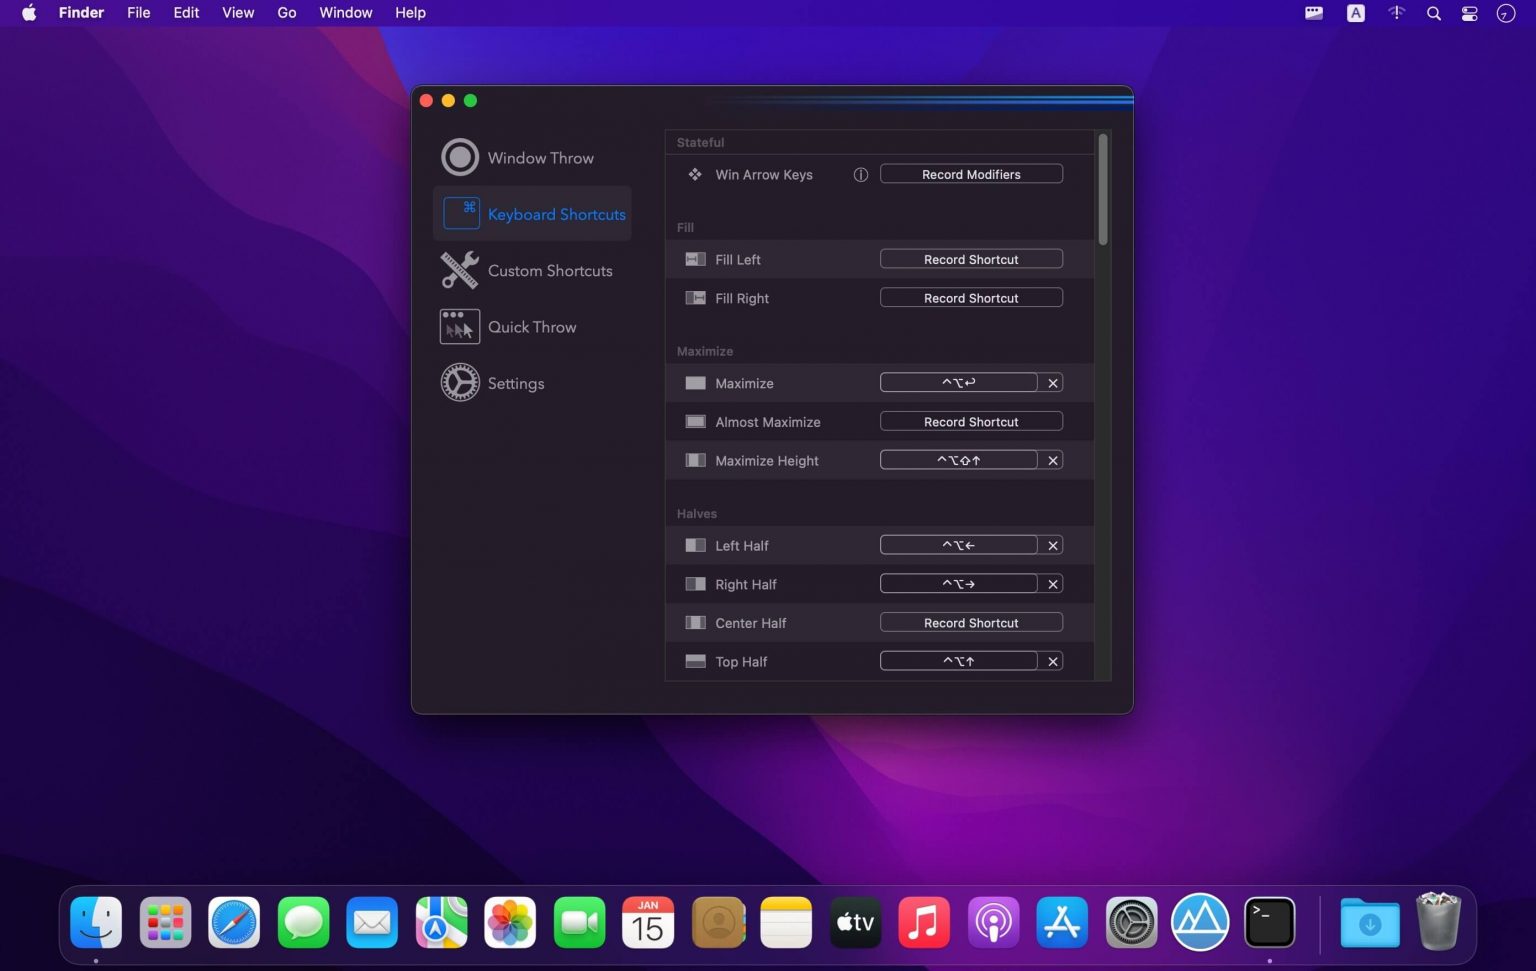 Finder File Edit View Go Window Help
A
Window Throw
Keyboard Shortcuts
Custom Shortcuts
Quick Throw
Settings
Stateful
Win Arrow Keys Record Modifiers
Fill
Fill Left Record Shortcut
Fill Right Record Shortcut
Maximize
Maximize ^⌥↩ ×
Almost Maximize Record Shortcut
Maximize Height ^⌥⇧↑ ×
Halves
Left Half ^⌥← ×
Right Half ^⌥→ ×
Center Half Record Shortcut
Top Half ^⌥↑ ×
JAN
15
tv
>_